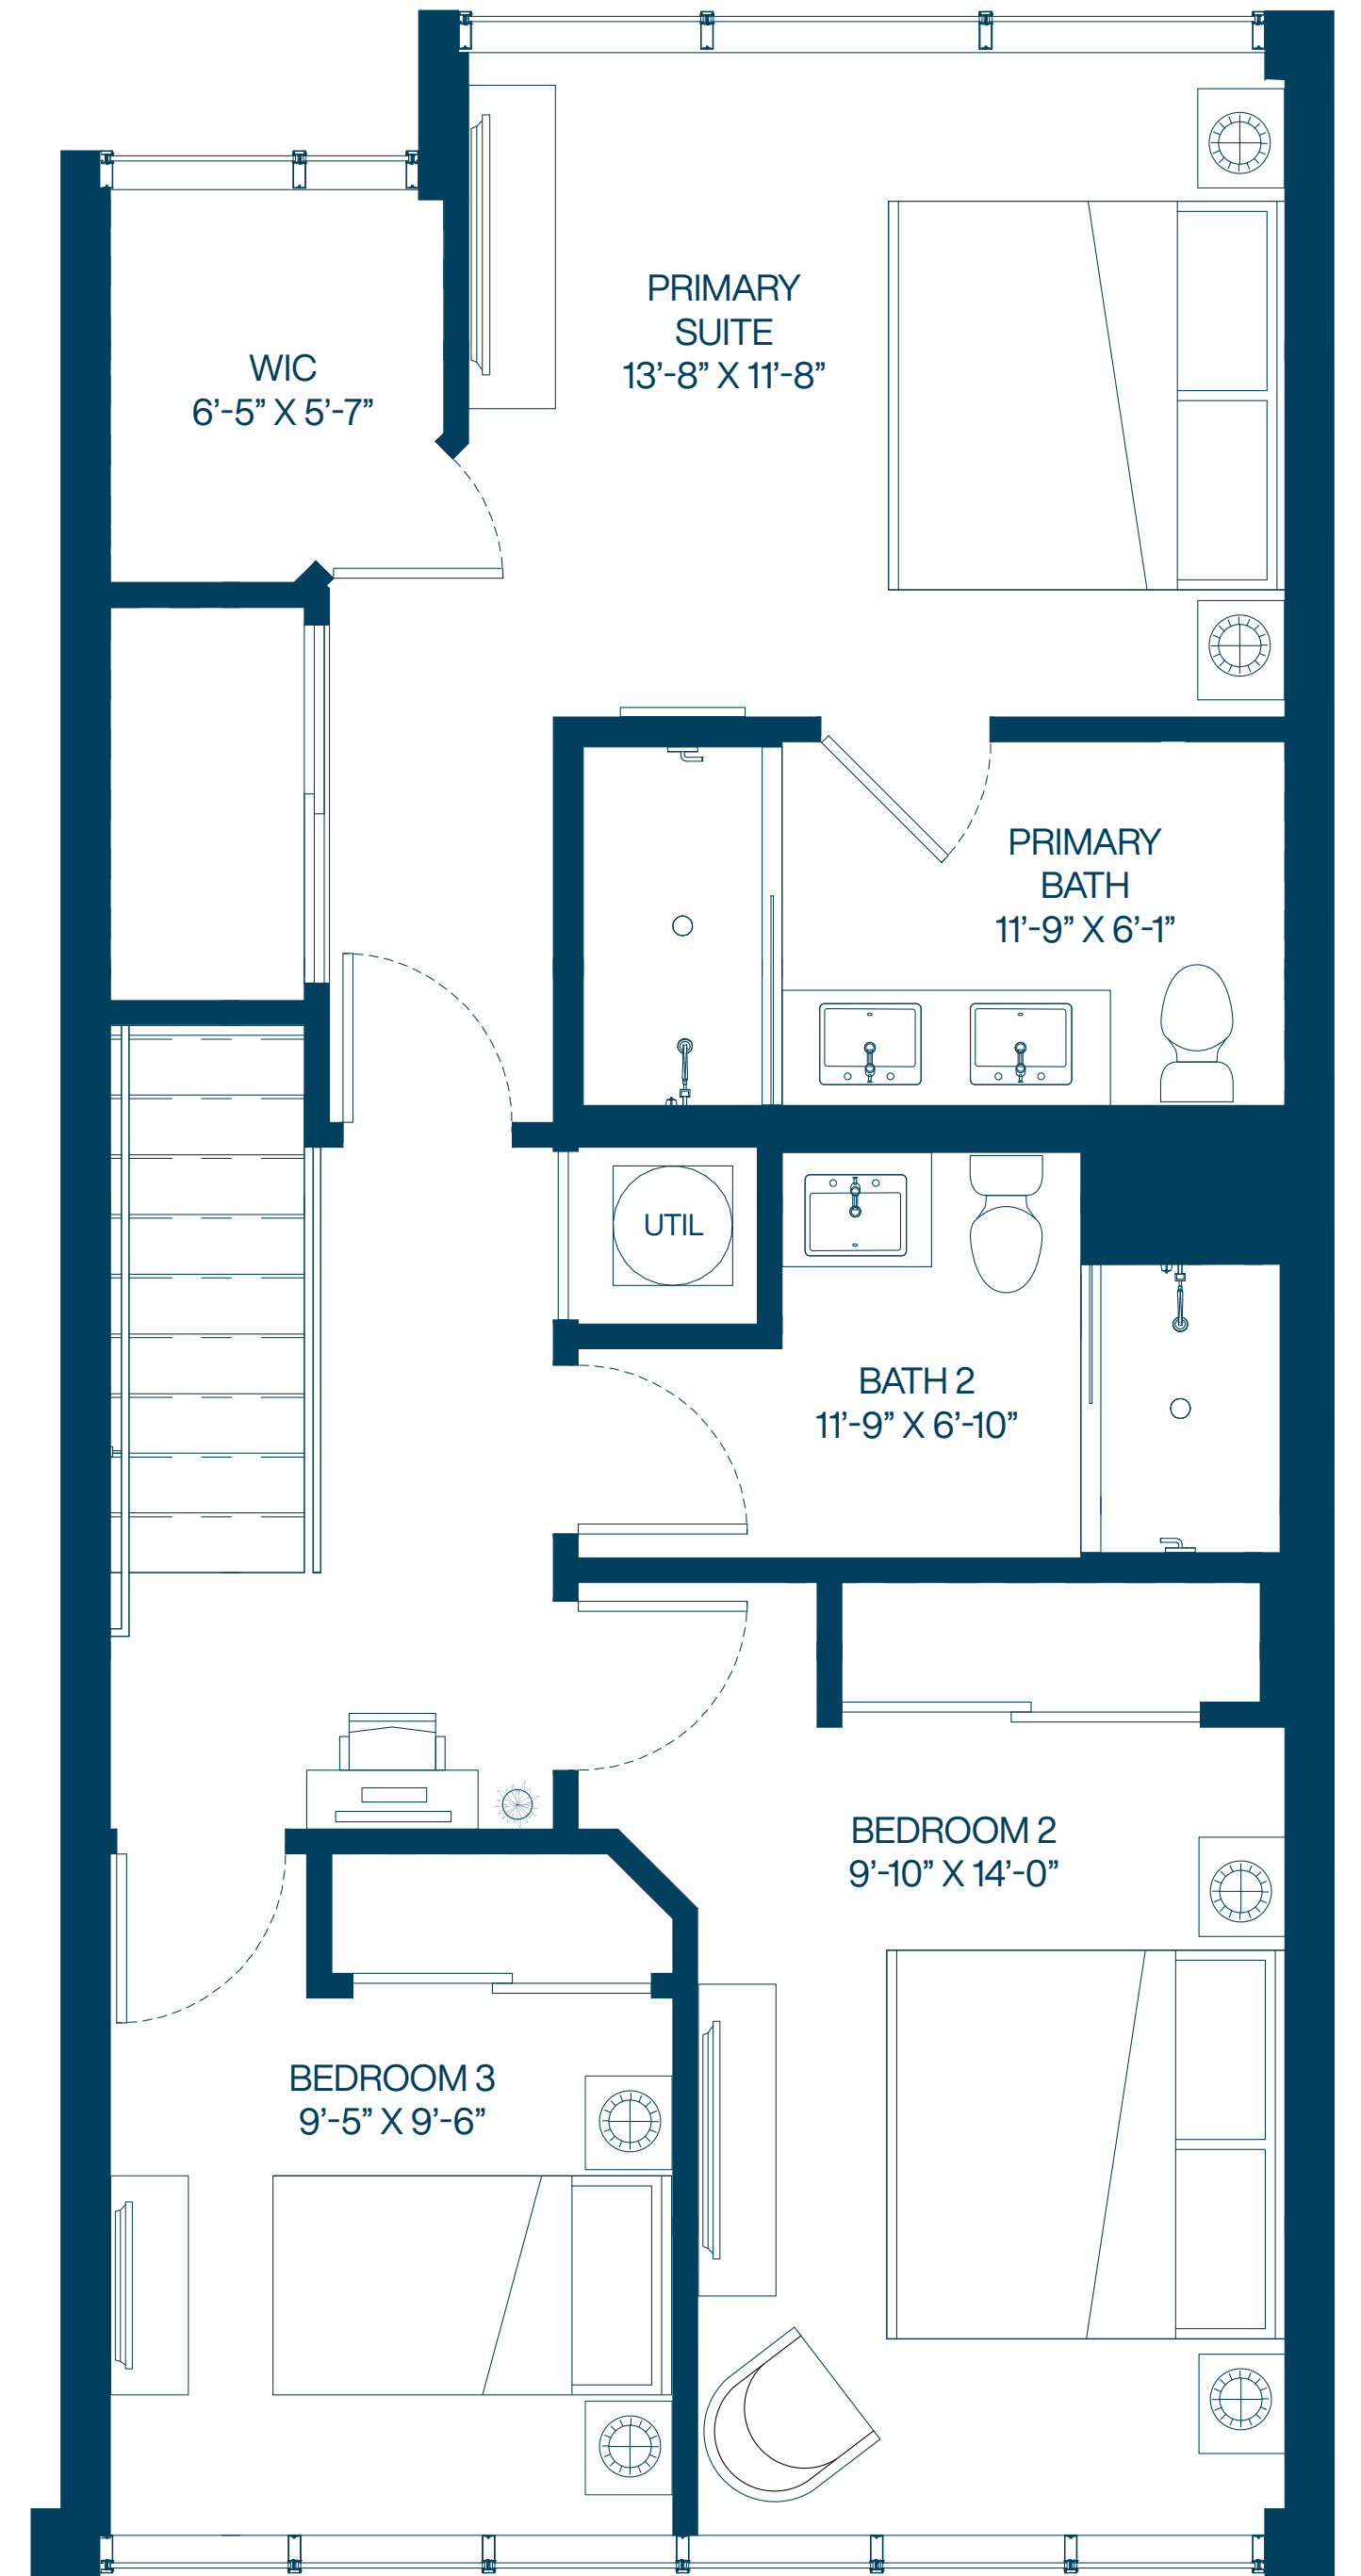 PRIMARY
SUITE
13’-8” X 11’-8”
WIC
6’-5” X 5’-7”
PRIMARY
BATH
11’-9” X 6’-1”
UTIL
BATH 2
11’-9” X 6’-10”
BEDROOM 2
9’-10” X 14’-0”
BEDROOM 3
9’-5” X 9’-6”